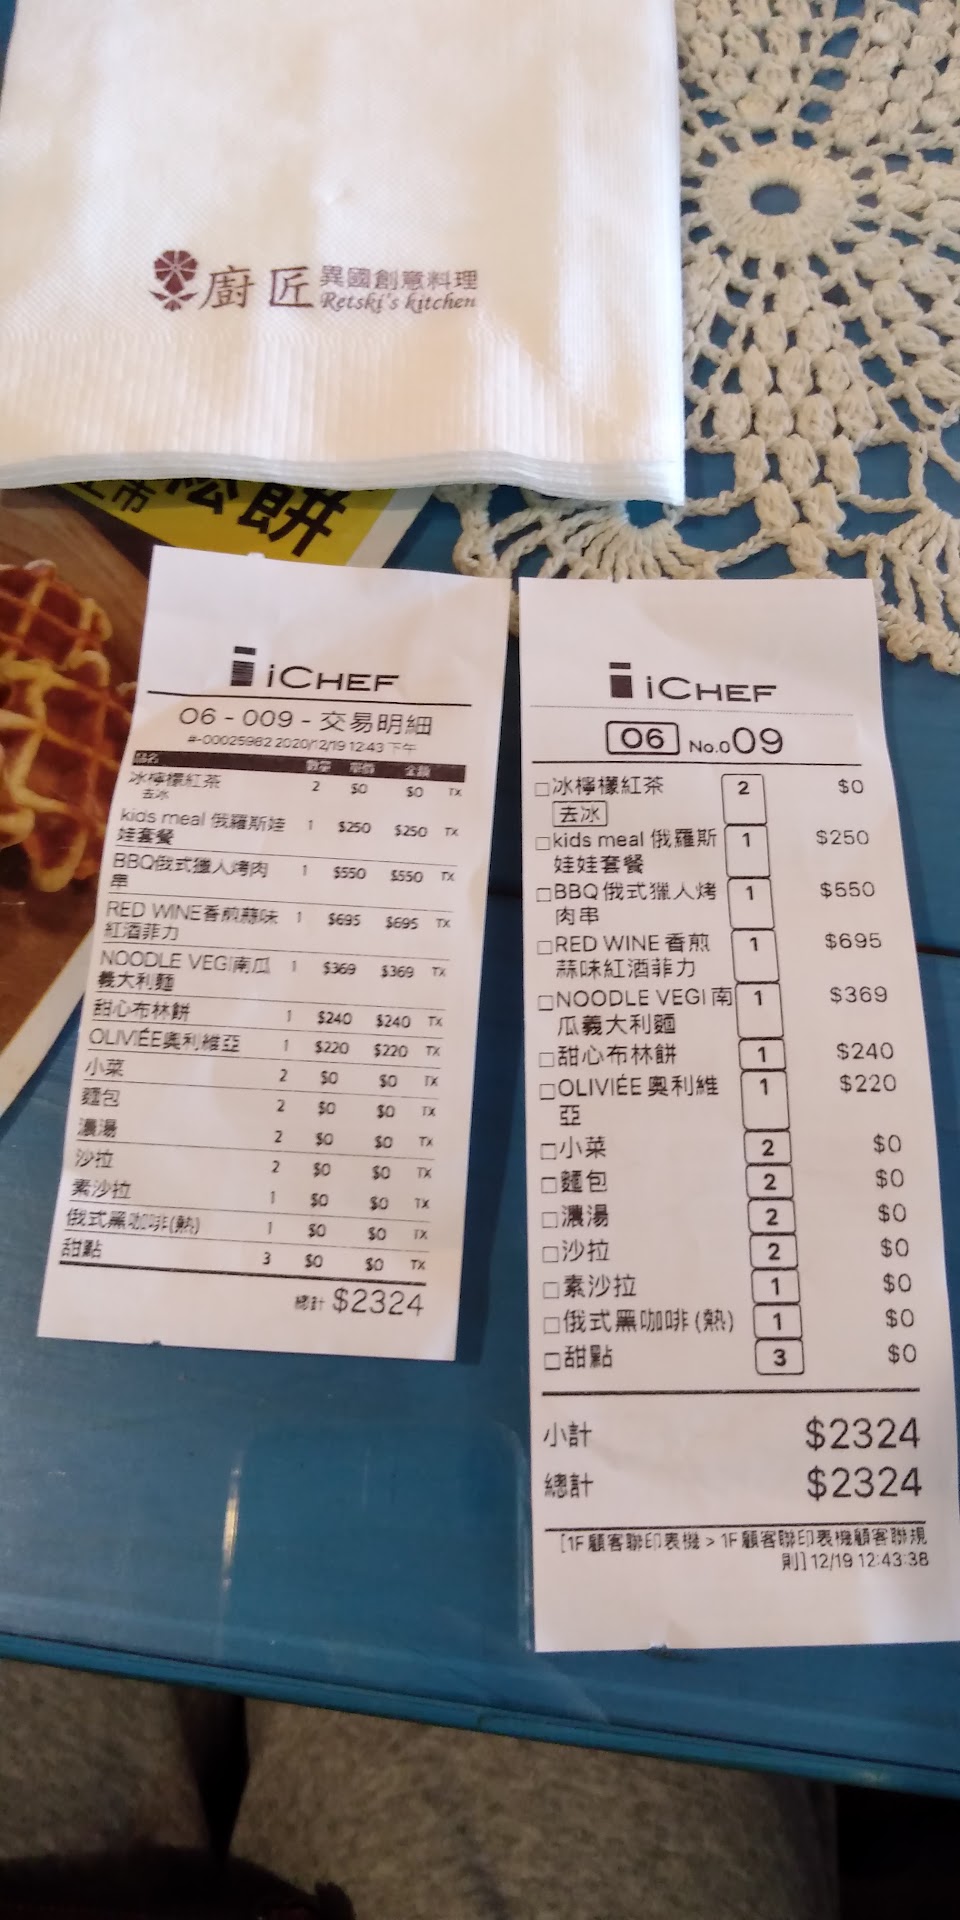 廚匠 異國創意料理
Retski's kitchen
上市
鬆餅
iCHEF
06 - 009 - 交易明細
#-00025982 2020/12/19 12:43 下午
品名 數量 單價 金額
冰檸檬紅茶 2 $0 $0 TX
去冰
kids meal 俄羅斯娃 1 $250 $250 TX
娃套餐
BBQ俄式獵人烤肉 1 $550 $550 TX
串
RED WINE香煎蒜味 1 $695 $695 TX
紅酒菲力
NOODLE VEGI南瓜 1 $369 $369 TX
義大利麵
甜心布林餅 1 $240 $240 TX
OLIVIÉE奧利維亞 1 $220 $220 TX
小菜 2 $0 $0 TX
麵包 2 $0 $0 TX
濃湯 2 $0 $0 TX
沙拉 2 $0 $0 TX
素沙拉 1 $0 $0 TX
俄式黑咖啡(熱) 1 $0 $0 TX
甜點 3 $0 $0 TX
總計 $2324
iCHEF
06 No.009
□冰檸檬紅茶 2 $0
去冰
□kids meal 俄羅斯 1 $250
娃娃套餐
□BBQ 俄式獵人烤 1 $550
肉串
□RED WINE 香煎 1 $695
蒜味紅酒菲力
□NOODLE VEGI 南 1 $369
瓜義大利麵
□甜心布林餅 1 $240
□OLIVIÉE 奧利維 1 $220
亞
□小菜 2 $0
□麵包 2 $0
□濃湯 2 $0
□沙拉 2 $0
□素沙拉 1 $0
□俄式黑咖啡 (熱) 1 $0
□甜點 3 $0
小計 $2324
總計 $2324
[1F 顧客聯印表機 > 1F 顧客聯印表機顧客聯規
則] 12/19 12:43:38